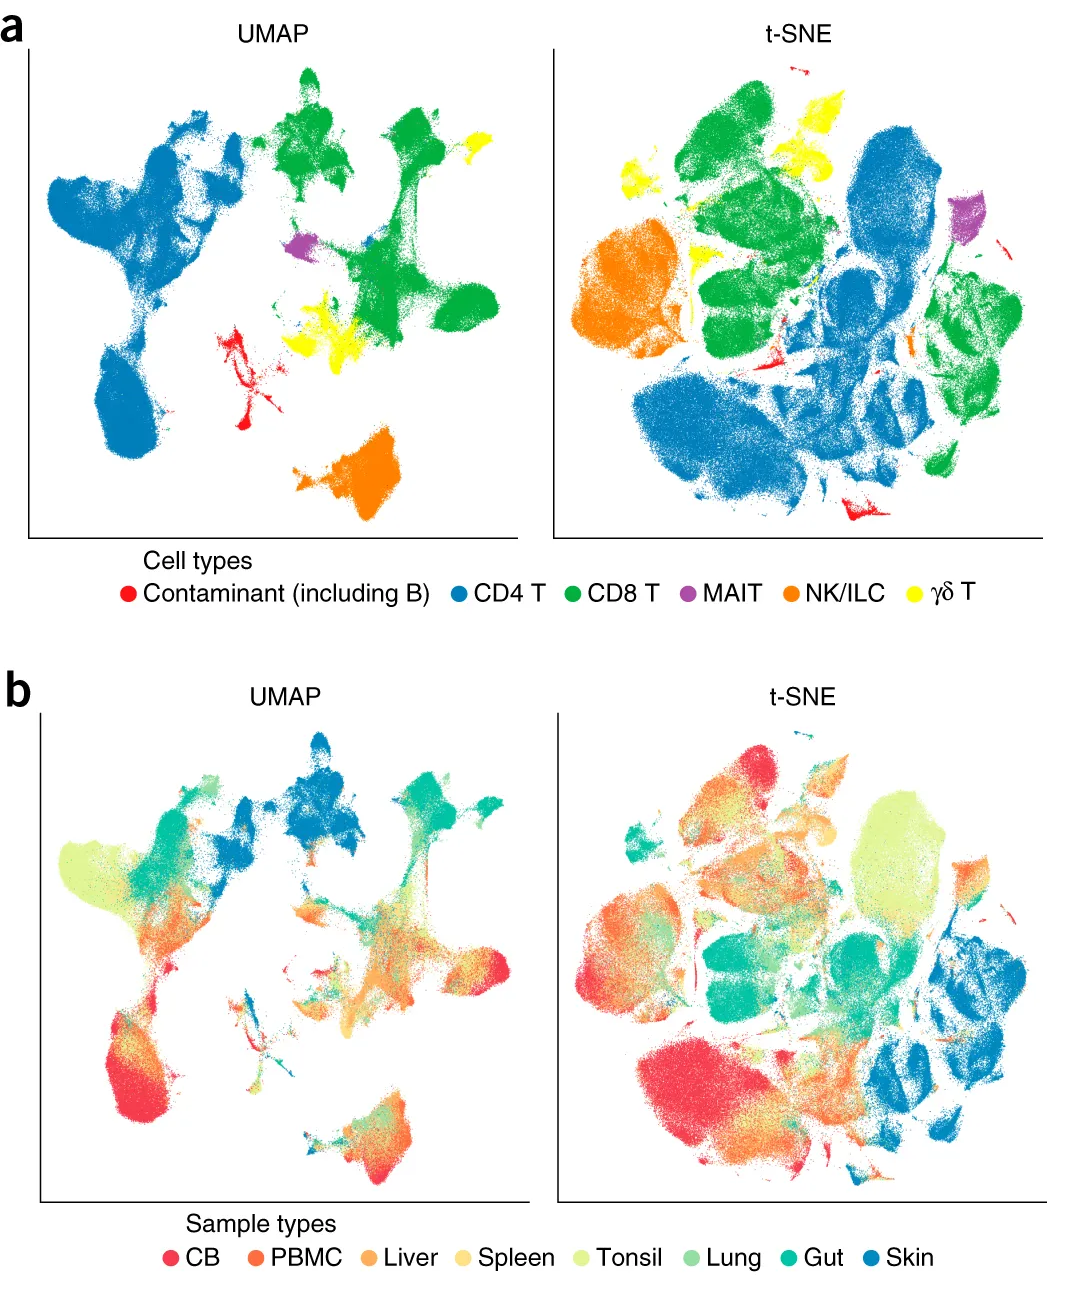 a
UMAP
t-SNE
Cell types
Contaminant (including B) CD4 T CD8 T MAIT NK/ILC γδ T
b
UMAP
t-SNE
Sample types
CB PBMC Liver Spleen Tonsil Lung Gut Skin